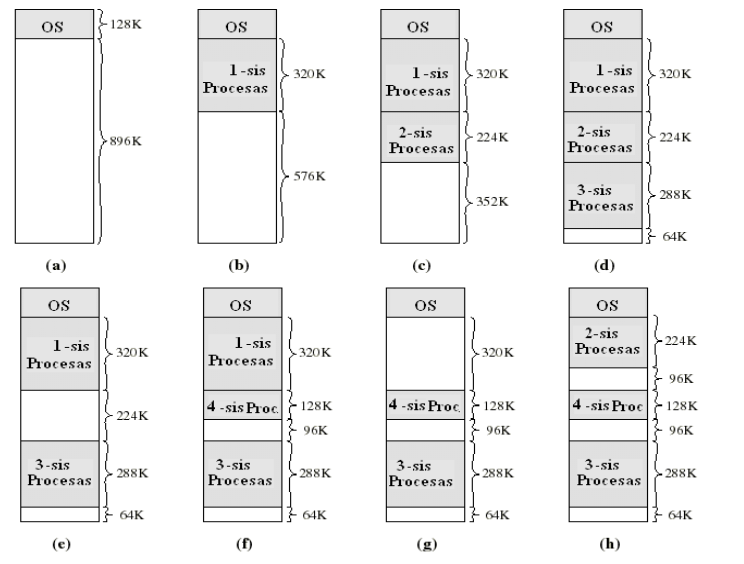 OS
128K
896K
(a)
OS
1-sis
Procesas
320K
576K
(b)
OS
1-sis
Procesas
320K
2-sis
Procesas
224K
352K
(c)
OS
1-sis
Procesas
320K
2-sis
Procesas
224K
3-sis
Procesas
288K
64K
(d)
OS
1-sis
Procesas
320K
224K
3-sis
Procesas
288K
64K
(e)
OS
1-sis
Procesas
320K
4-sis Proc.
128K
96K
3-sis
Procesas
288K
64K
(f)
OS
320K
4-sis Proc.
128K
96K
3-sis
Procesas
288K
64K
(g)
OS
2-sis
Procesas
224K
96K
4-sis Proc
128K
96K
3-sis
Procesas
288K
64K
(h)